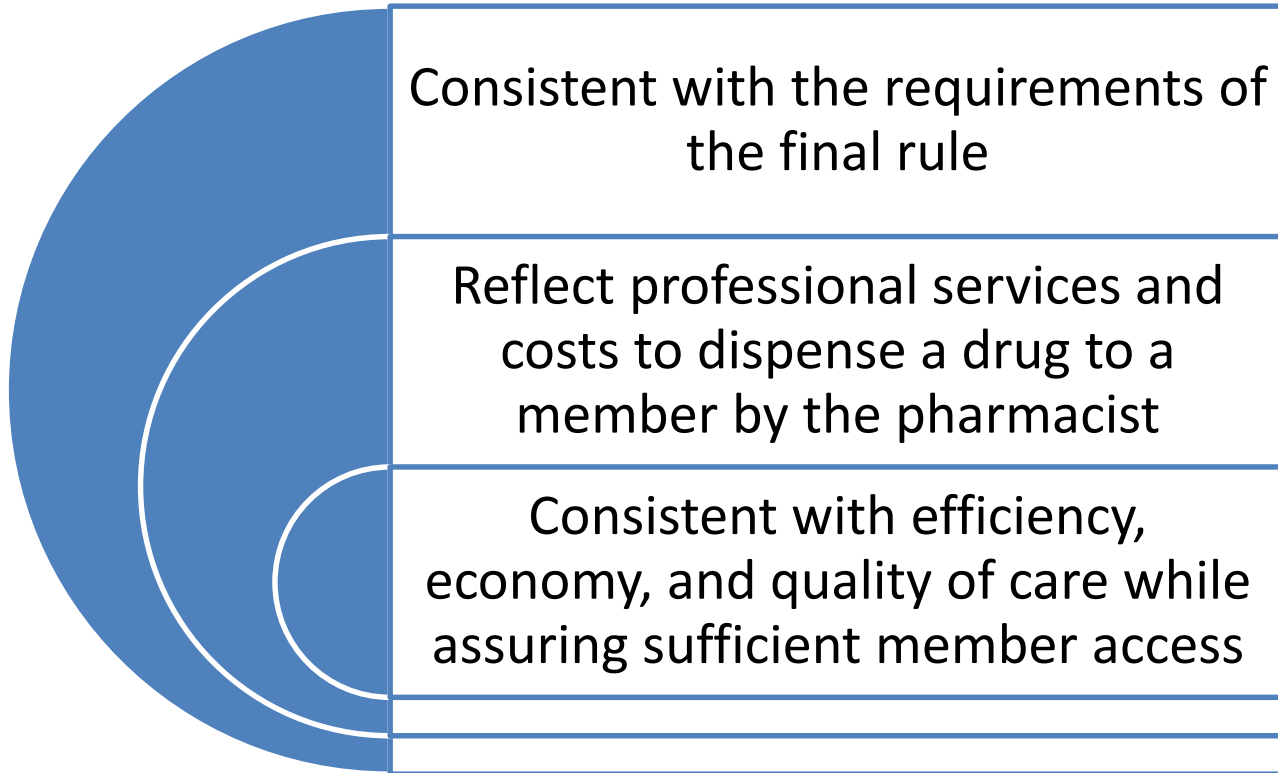 Consistent with the requirements of
the final rule
Reflect professional services and
costs to dispense a drug to a
member by the pharmacist
Consistent with efficiency,
economy, and quality of care while
assuring sufficient member access